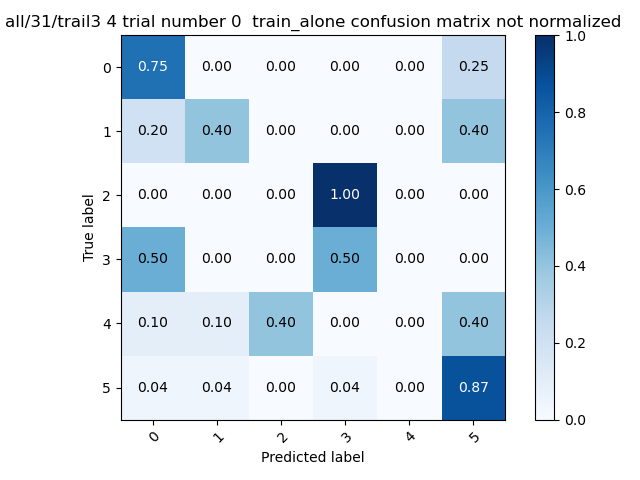 all/31/trail3 4 trial number 0  train_alone confusion matrix not normalized
True label
0 0.75 0.00 0.00 0.00 0.00 0.25
1 0.20 0.40 0.00 0.00 0.00 0.40
2 0.00 0.00 0.00 1.00 0.00 0.00
3 0.50 0.00 0.00 0.50 0.00 0.00
4 0.10 0.10 0.40 0.00 0.00 0.40
5 0.04 0.04 0.00 0.04 0.00 0.87
0 1 2 3 4 5
Predicted label
1.0
0.8
0.6
0.4
0.2
0.0